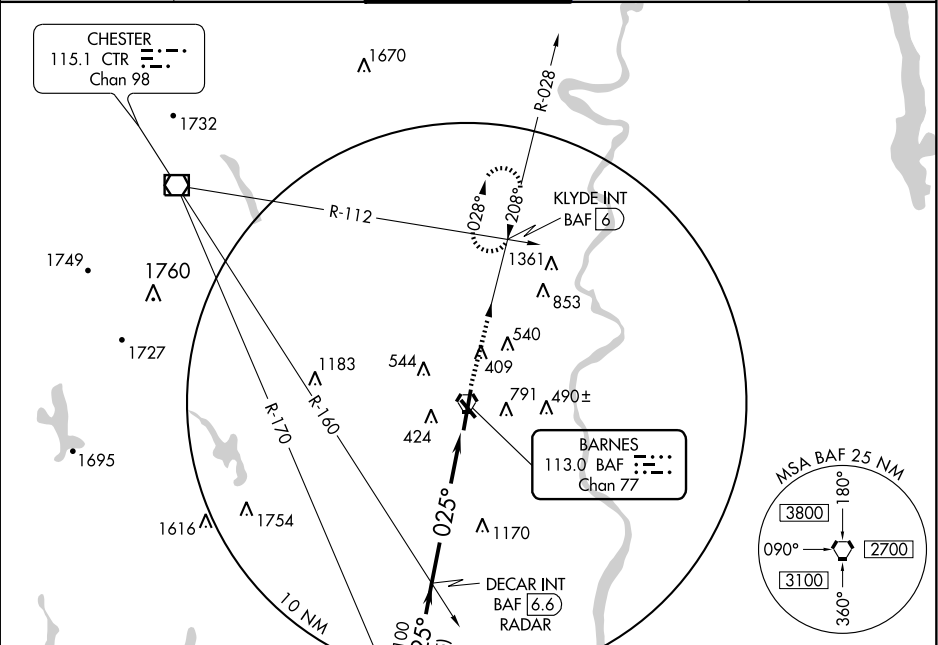 CHESTER
115.1 CTR
Chan 98
1670
1732
R-028
KLYDE INT
BAF 6
028°
208°
R-112
1749
1760
1361
853
1727
540
409
544
1183
791
490±
424
R-170
R-160
BARNES
113.0 BAF
Chan 77
1695
025°
1616
1754
1170
DECAR INT
BAF 6.6
RADAR
10 NM
MSA BAF 25 NM
180°
3800
090°
2700
3100
360°